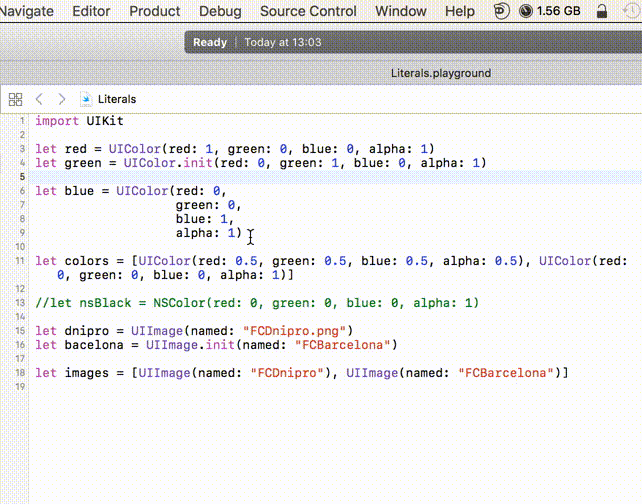 Navigate Editor Product Debug Source Control Window Help 1.56 GB
Ready | Today at 13:03
Literals.playground
Literals
1 import UIKit
2
3 let red = UIColor(red: 1, green: 0, blue: 0, alpha: 1)
4 let green = UIColor.init(red: 0, green: 1, blue: 0, alpha: 1)
5
6 let blue = UIColor(red: 0,
7 green: 0,
8 blue: 1,
9 alpha: 1)
10
11 let colors = [UIColor(red: 0.5, green: 0.5, blue: 0.5, alpha: 0.5), UIColor(red:
0, green: 0, blue: 0, alpha: 1)]
12
13 //let nsBlack = NSColor(red: 0, green: 0, blue: 0, alpha: 1)
14
15 let dnipro = UIImage(named: "FCDnipro.png")
16 let bacelona = UIImage.init(named: "FCBarcelona")
17
18 let images = [UIImage(named: "FCDnipro"), UIImage(named: "FCBarcelona")]
19